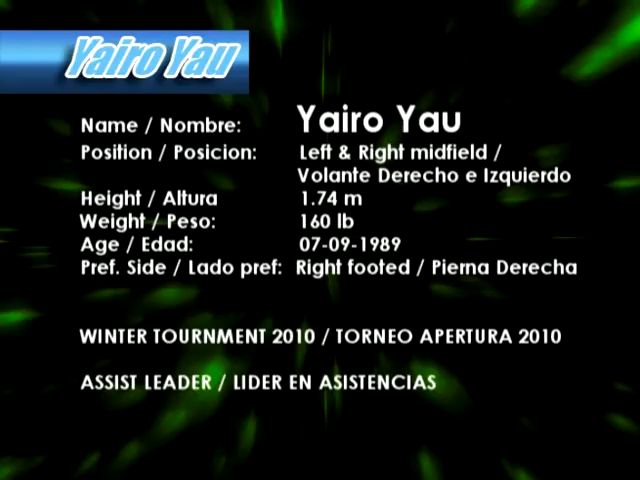 Yairo Yau
Name / Nombre: Yairo Yau
Position / Posicion: Left & Right midfield /
Volante Derecho e Izquierdo
Height / Altura 1.74 m
Weight / Peso: 160 lb
Age / Edad: 07-09-1989
Pref. Side / Lado pref: Right footed / Pierna Derecha
WINTER TOURNMENT 2010 / TORNEO APERTURA 2010
ASSIST LEADER / LIDER EN ASISTENCIAS